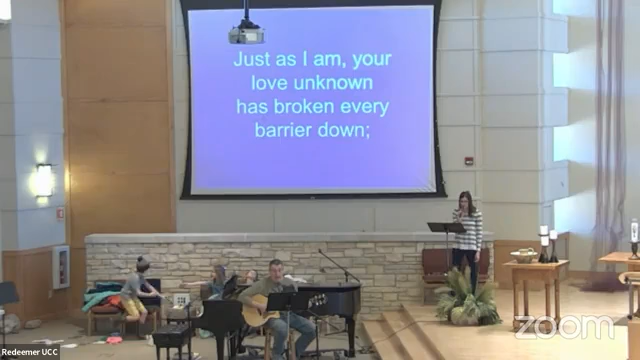 Just as I am, your
love unknown
has broken every
barrier down;
zoom
Redeemer UCC